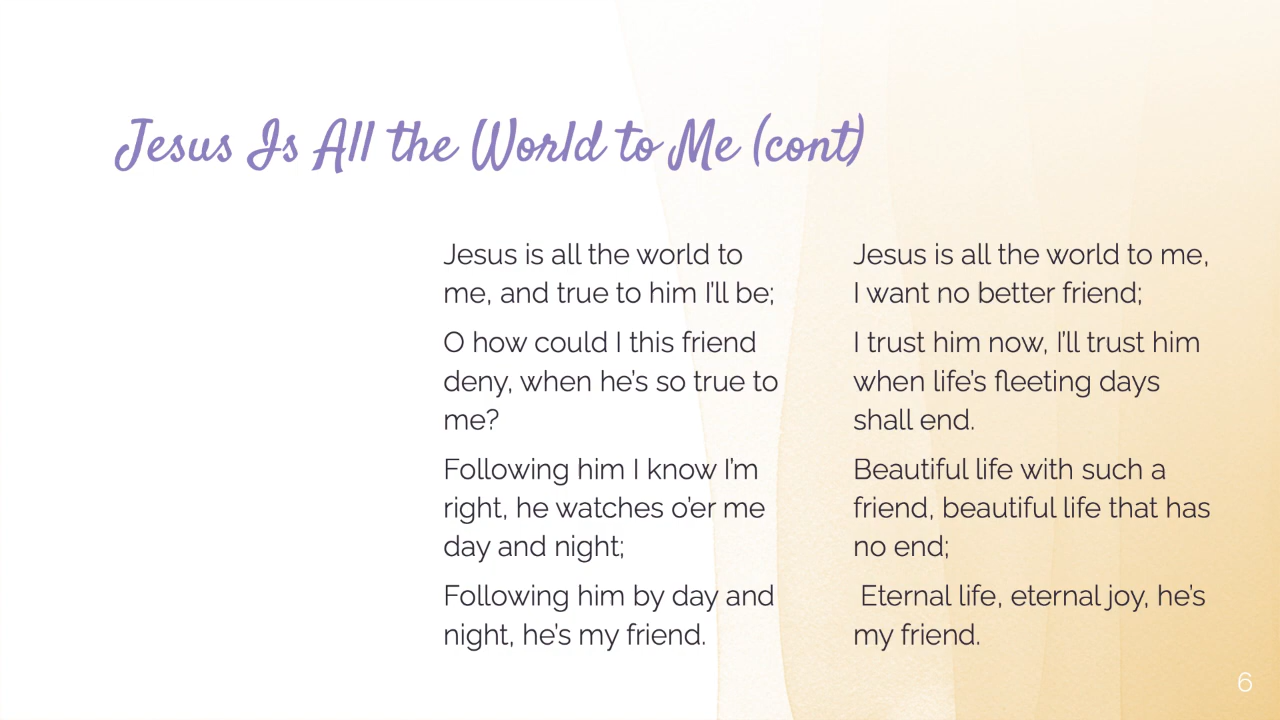 Jesus Is All the World to Me (cont)
Jesus is all the world to
me, and true to him I'll be;
O how could I this friend
deny, when he's so true to
me?
Following him I know I'm
right, he watches o'er me
day and night;
Following him by day and
night, he's my friend.
Jesus is all the world to me,
I want no better friend;
I trust him now, I'll trust him
when life's fleeting days
shall end.
Beautiful life with such a
friend, beautiful life that has
no end;
Eternal life, eternal joy, he's
my friend.
6